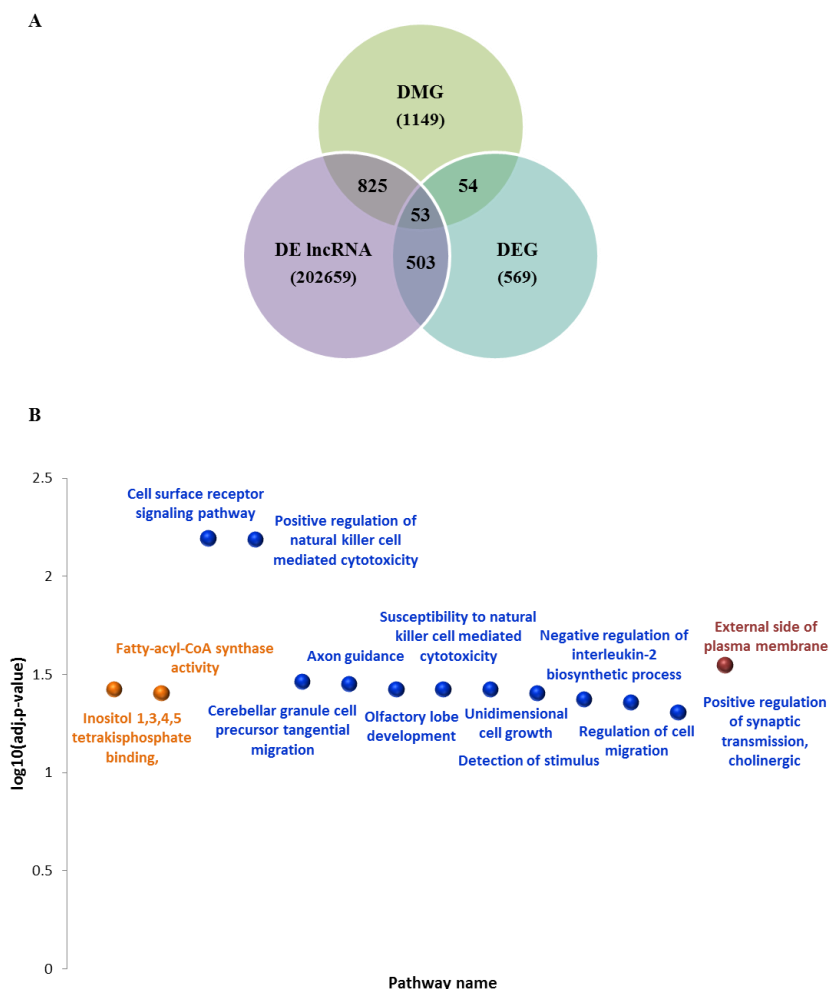 A
DMG
(1149)
825
54
53
DE lncRNA
(202659)
503
DEG
(569)
B
2.5
2
1.5
1
0.5
0
log10(adj.p-value)
Cell surface receptor
signaling pathway
Positive regulation of
natural killer cell
mediated cytotoxicity
Fatty-acyl-CoA synthase
activity
Inositol 1,3,4,5
tetrakisphosphate
binding,
Axon guidance
Cerebellar granule cell
precursor tangential
migration
Susceptibility to natural
killer cell mediated
cytotoxicity
Olfactory lobe
development
Unidimensional
cell growth
Detection of stimulus
Negative regulation of
interleukin-2
biosynthetic process
Regulation of cell
migration
External side of
plasma membrane
Positive regulation
of synaptic
transmission,
cholinergic
Pathway name